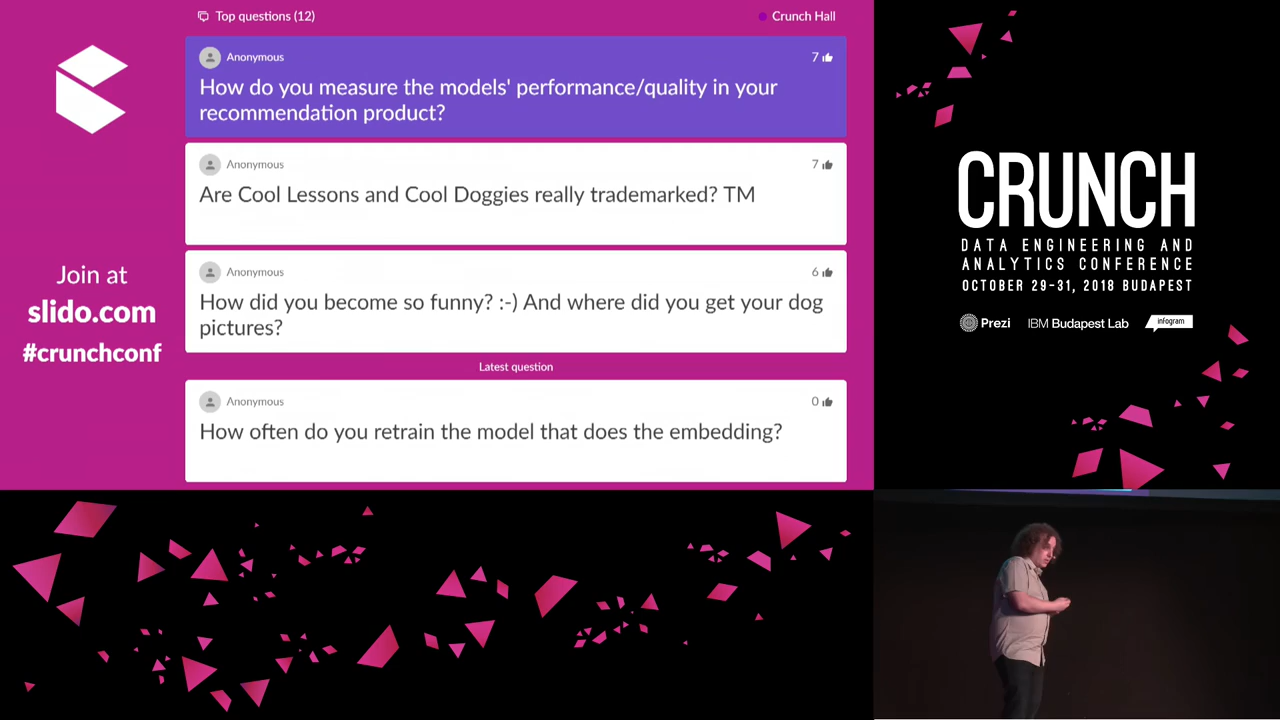 Top questions (12)
Crunch Hall
Anonymous
7
How do you measure the models' performance/quality in your
recommendation product?
Anonymous
7
Are Cool Lessons and Cool Doggies really trademarked? TM
Anonymous
6
How did you become so funny? :-) And where did you get your dog
pictures?
Latest question
Anonymous
0
How often do you retrain the model that does the embedding?
Join at
slido.com
#crunchconf
CRUNCH
DATA ENGINEERING AND
ANALYTICS CONFERENCE
OCTOBER 29-31, 2018 BUDAPEST
Prezi
IBM Budapest Lab
infogram